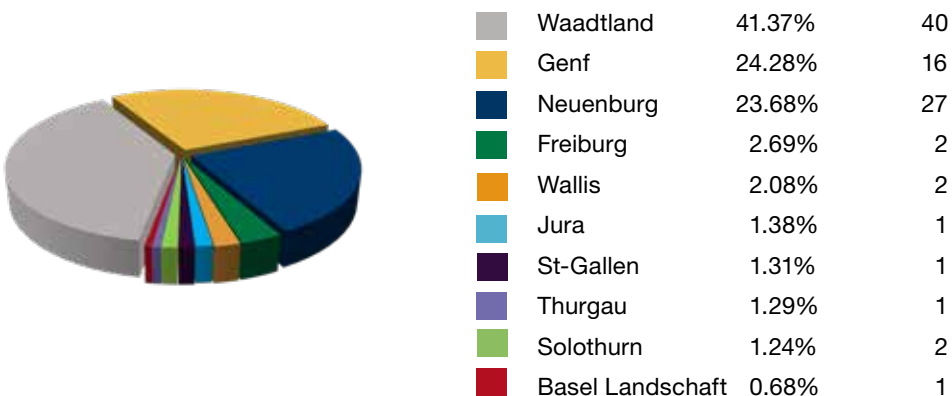 Waadtland 41.37% 40
Genf 24.28% 16
Neuenburg 23.68% 27
Freiburg 2.69% 2
Wallis 2.08% 2
Jura 1.38% 1
St-Gallen 1.31% 1
Thurgau 1.29% 1
Solothurn 1.24% 2
Basel Landschaft 0.68% 1